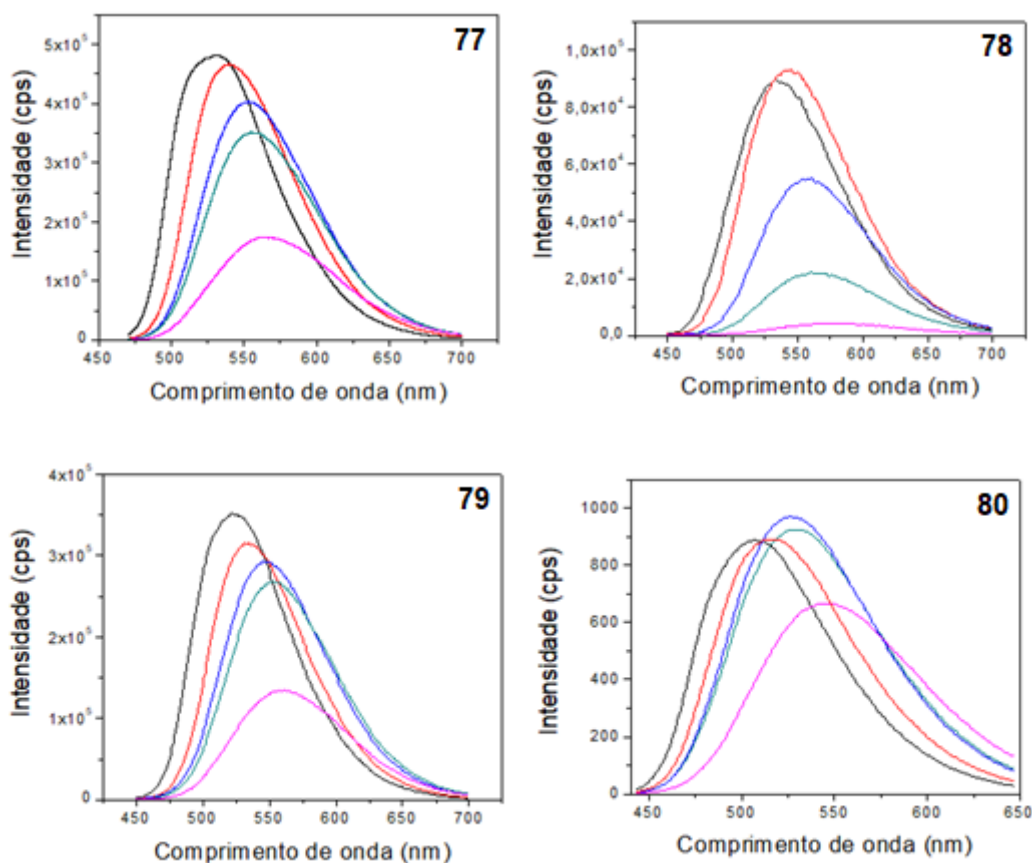 77
Intensidade (cps)
5x10⁵
4x10⁵
3x10⁵
2x10⁵
1x10⁵
0
450 500 550 600 650 700
Comprimento de onda (nm)
78
Intensidade (cps)
1,0x10⁵
8,0x10⁴
6,0x10⁴
4,0x10⁴
2,0x10⁴
0,0
450 500 550 600 650 700
Comprimento de onda (nm)
79
Intensidade (cps)
4x10⁵
3x10⁵
2x10⁵
1x10⁵
0
450 500 550 600 650 700
Comprimento de onda (nm)
80
Intensidade (cps)
1000
800
600
400
200
0
450 500 550 600 650
Comprimento de onda (nm)